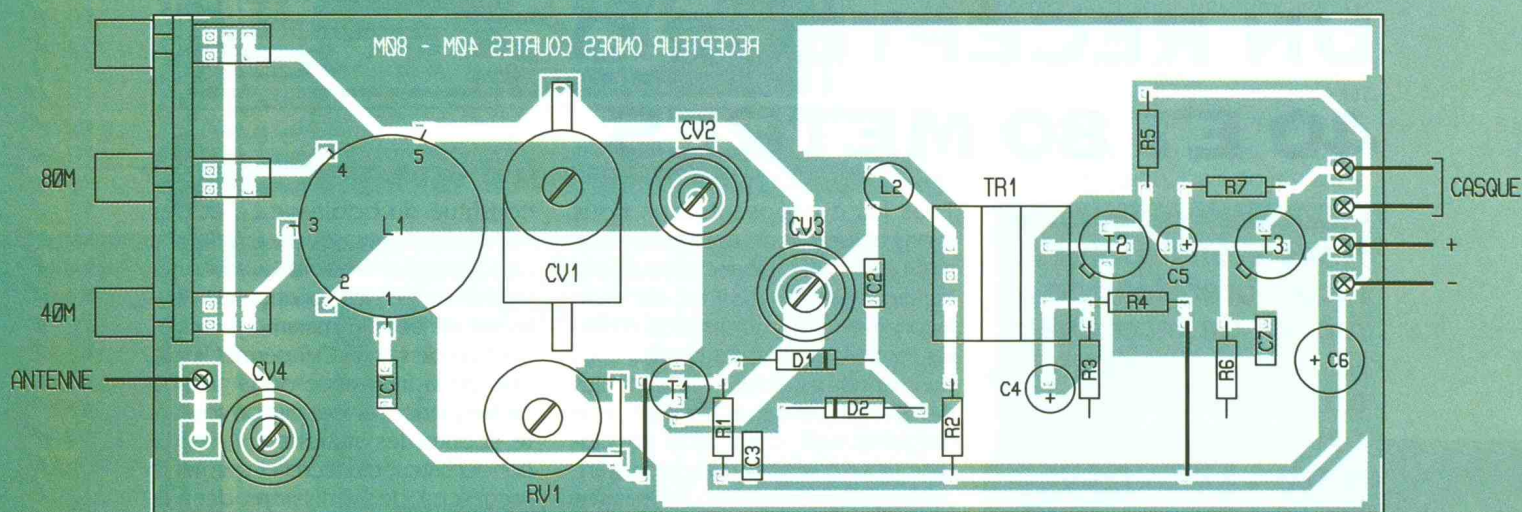 RECEPTEUR ONDES COURTES 40M - 80M
80M
40M
ANTENNE
CV4
5
4
3
2
1
L1
C1
CV1
CV2
CV3
RV1
T1
R1
C3
D1
D2
C2
L2
TR1
R2
C4
R3
R4
T2
C5
R5
R7
T3
R6
C7
+ C6
+
+
CASQUE
+
-